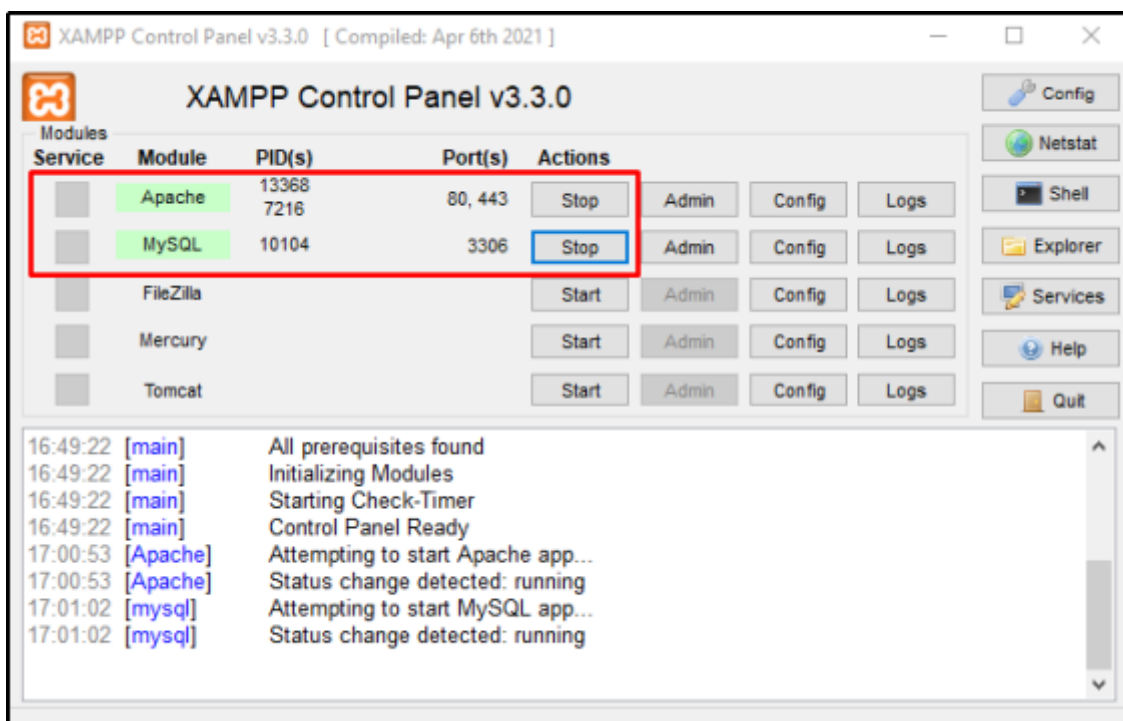 XAMPP Control Panel v3.3.0 [ Compiled: Apr 6th 2021 ]
XAMPP Control Panel v3.3.0
Config
Modules
Netstat
Service Module PID(s) Port(s) Actions
Apache 13368 7216 80, 443 Stop Admin Config Logs
Shell
MySQL 10104 3306 Stop Admin Config Logs
Explorer
FileZilla Start Admin Config Logs
Services
Mercury Start Admin Config Logs
Help
Tomcat Start Admin Config Logs
Quit
16:49:22 [main] All prerequisites found
16:49:22 [main] Initializing Modules
16:49:22 [main] Starting Check-Timer
16:49:22 [main] Control Panel Ready
17:00:53 [Apache] Attempting to start Apache app...
17:00:53 [Apache] Status change detected: running
17:01:02 [mysql] Attempting to start MySQL app...
17:01:02 [mysql] Status change detected: running